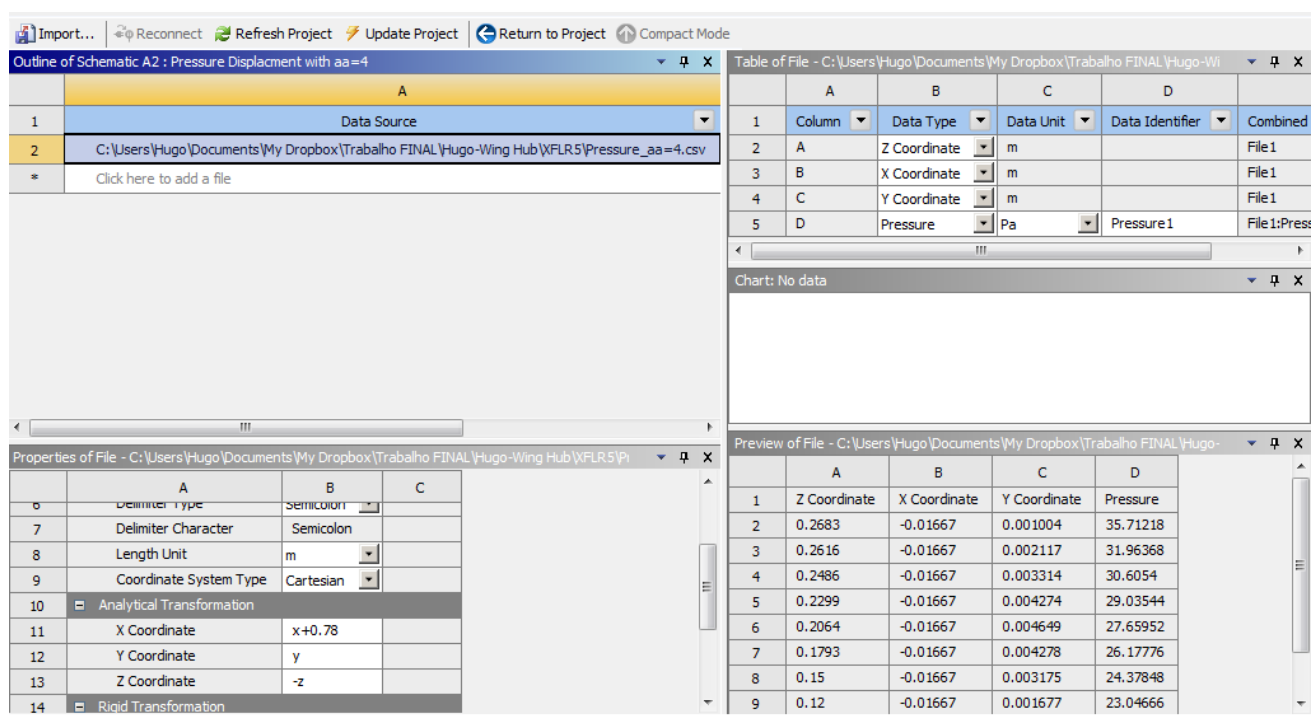 Import... Reconnect Refresh Project Update Project Return to Project Compact Mode
Outline of Schematic A2 : Pressure Displacment with aa=4
A
1 Data Source
2 C:\Users\Hugo\Documents\My Dropbox\Trabalho FINAL\Hugo-Wing Hub\XFLR5\Pressure_aa=4.csv
* Click here to add a file
Properties of File - C:\Users\Hugo\Documents\My Dropbox\Trabalho FINAL\Hugo-Wing Hub\XFLR5\Pr
A B C
6 Delimiter Type Semicolon
7 Delimiter Character Semicolon
8 Length Unit m
9 Coordinate System Type Cartesian
10 Analytical Transformation
11 X Coordinate x+0.78
12 Y Coordinate y
13 Z Coordinate -z
14 Rigid Transformation
Table of File - C:\Users\Hugo\Documents\My Dropbox\Trabalho FINAL\Hugo-Wi
A B C D
1 Column Data Type Data Unit Data Identifier Combined
2 A Z Coordinate m File1
3 B X Coordinate m File1
4 C Y Coordinate m File1
5 D Pressure Pa Pressure1 File1:Press
Chart: No data
Preview of File - C:\Users\Hugo\Documents\My Dropbox\Trabalho FINAL\Hugo-
A B C D
1 Z Coordinate X Coordinate Y Coordinate Pressure
2 0.2683 -0.01667 0.001004 35.71218
3 0.2616 -0.01667 0.002117 31.96368
4 0.2486 -0.01667 0.003314 30.6054
5 0.2299 -0.01667 0.004274 29.03544
6 0.2064 -0.01667 0.004649 27.65952
7 0.1793 -0.01667 0.004278 26.17776
8 0.15 -0.01667 0.003175 24.37848
9 0.12 -0.01667 0.001677 23.04666